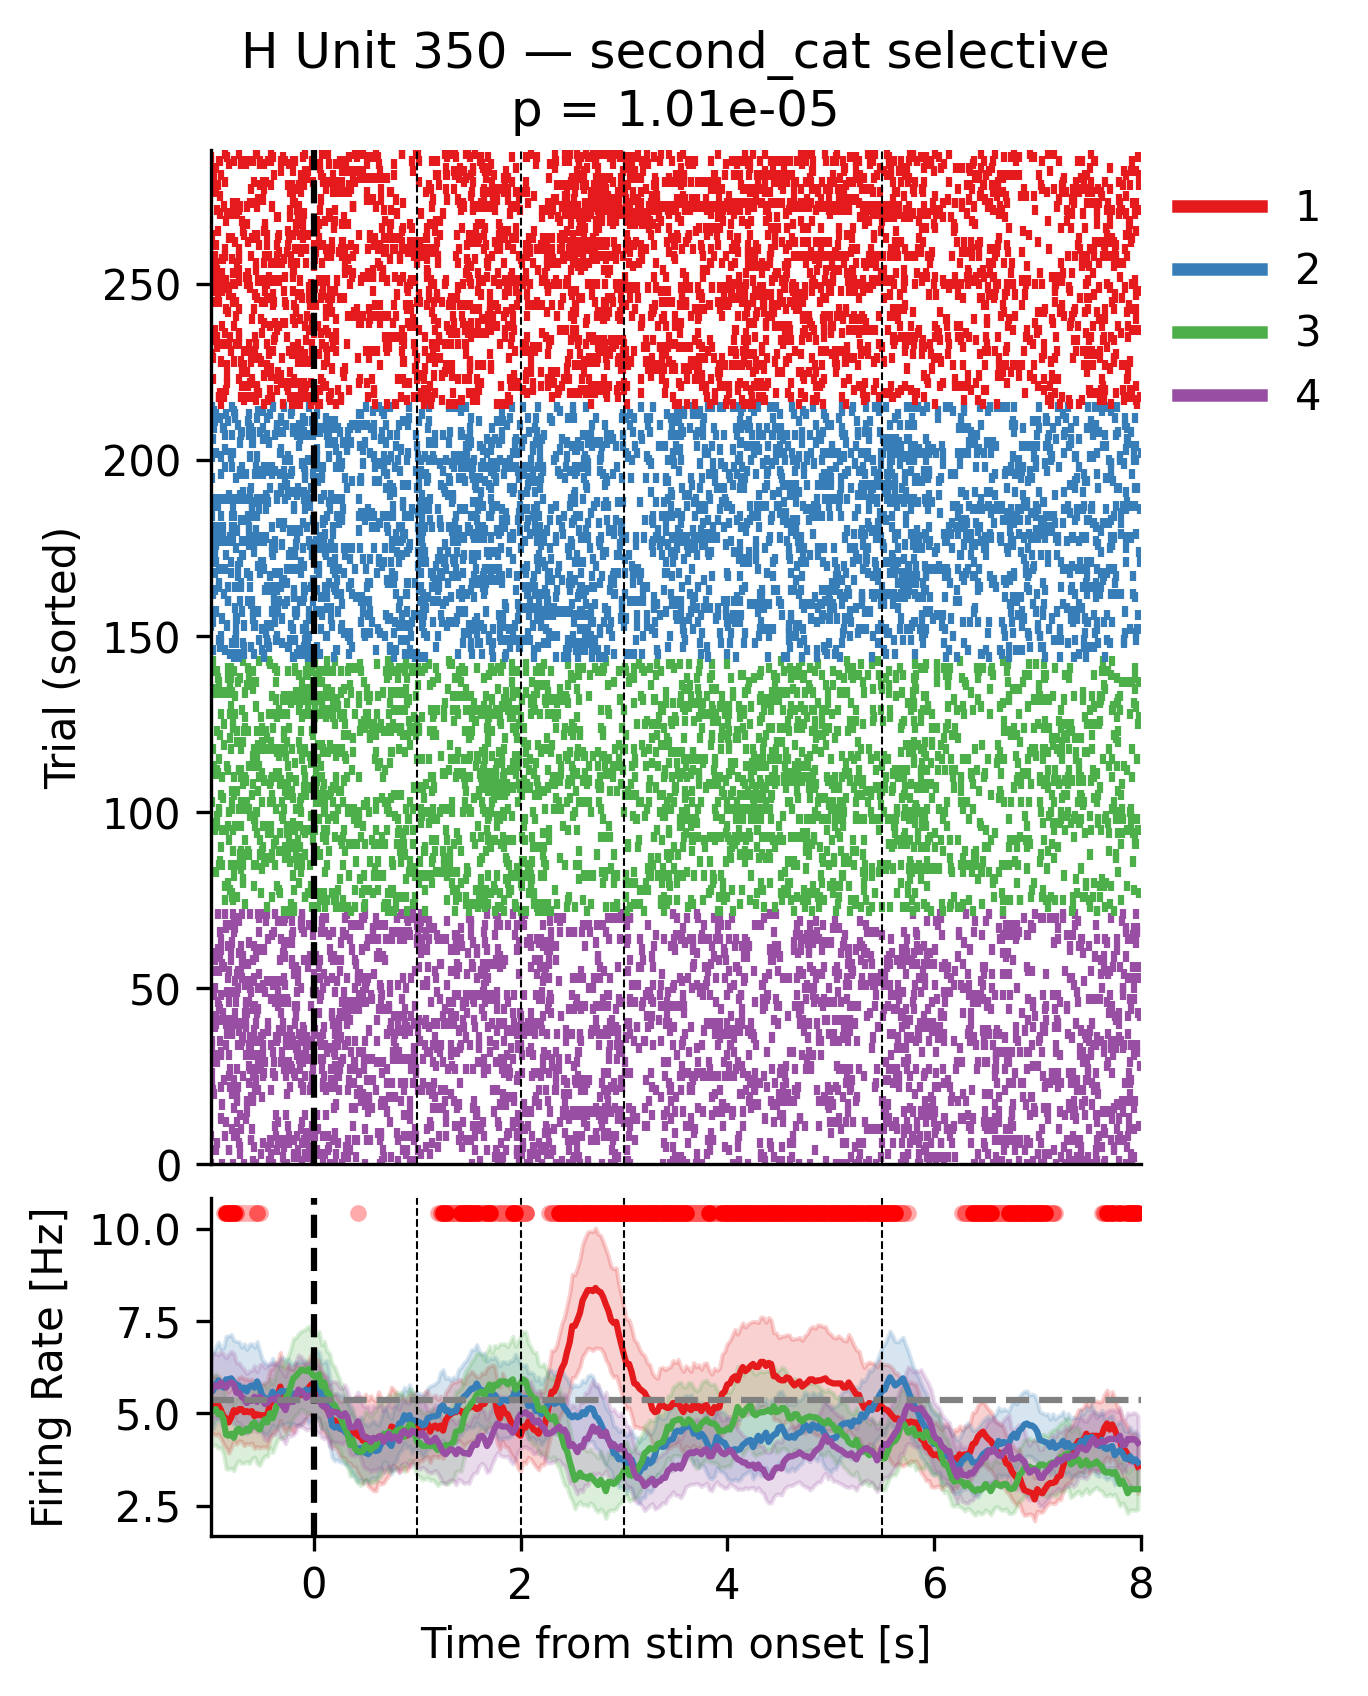 H Unit 350 — second_cat selective
p = 1.01e-05
1
2
3
4
Trial (sorted)
250
200
150
100
50
0
Firing Rate [Hz]
10.0
7.5
5.0
2.5
0 2 4 6 8
Time from stim onset [s]